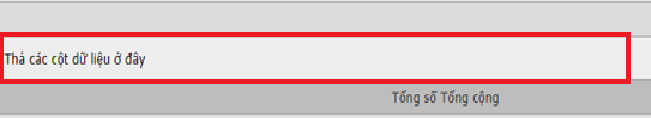 Thả các cột dữ liệu ở đây
Tổng số Tổng cộng